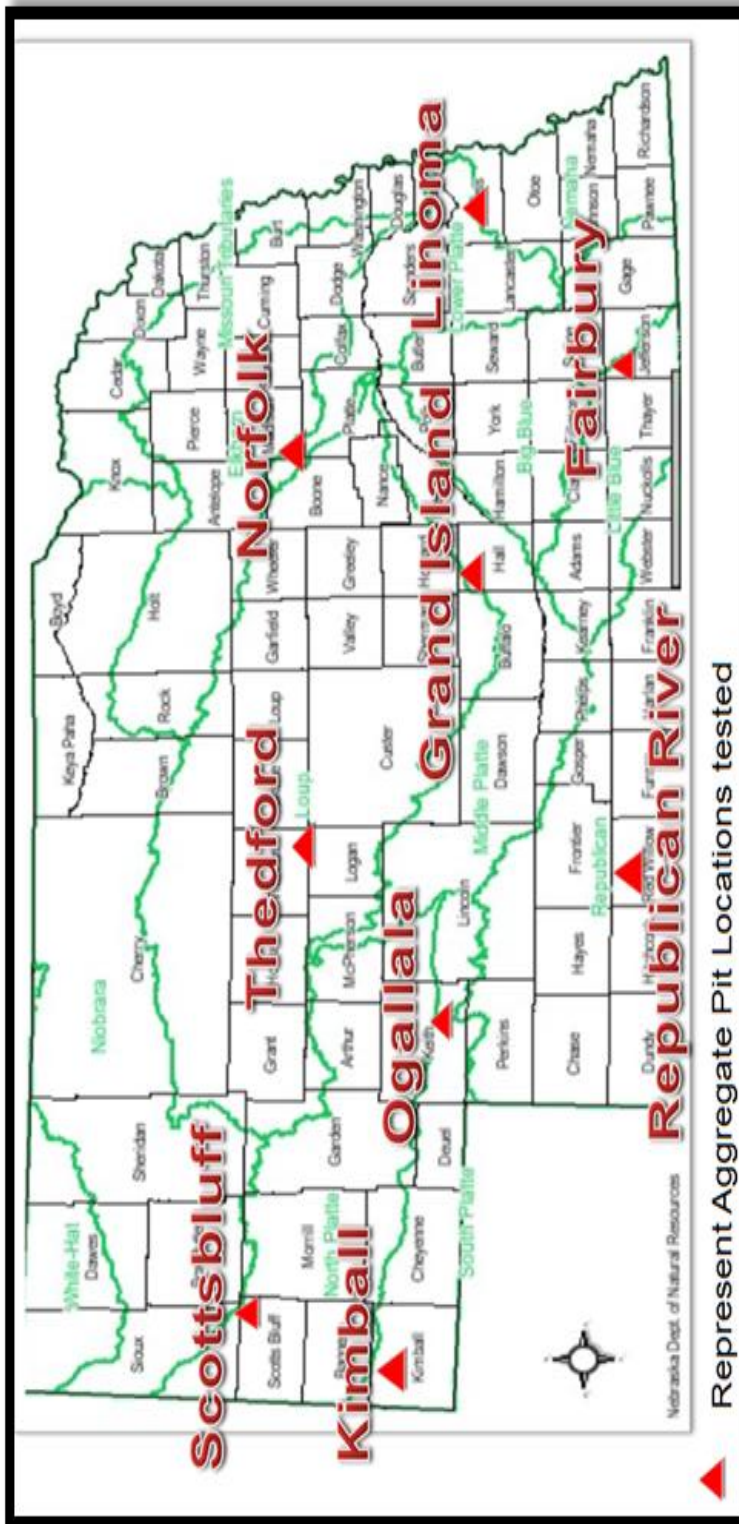 Scottsbluff
Kimball
Ogallala
Thedford
Norfolk
Grand Island
Linoma
Fairbury
Republican River
White-Hat
Niobrara
North Platte
South Platte
Loup
Middle Platte
Republican
Elkhorn
Missouri Tributaries
Lower Platte
Big Blue
Little Blue
Nemaha
Sioux
Dawes
Sheridan
Cherry
Keya Paha
Boyd
Brown
Rock
Holt
Knox
Cedar
Dixon
Dakota
Antelope
Pierce
Wayne
Thurston
Scotts Bluff
Morrill
Garden
Grant
Loup
Garfield
Wheeler
Cuming
Burt
Kimball
Cheyenne
Deuel
Arthur
McPherson
Logan
Custer
Valley
Greeley
Boone
Nance
Platte
Colfax
Dodge
Washington
Keith
Lincoln
Perkins
Dawson
Buffalo
Hall
Hamilton
York
Seward
Butler
Saunders
Douglas
Lancaster
Otoe
Chase
Hayes
Frontier
Gosper
Phelps
Kearney
Adams
Clay
Dundy
Red Willow
Franklin
Webster
Nuckolls
Thayer
Jefferson
Gage
Pawnee
Nemaha
Richardson
Nebraska Dept. of Natural Resources
Represent Aggregate Pit Locations tested